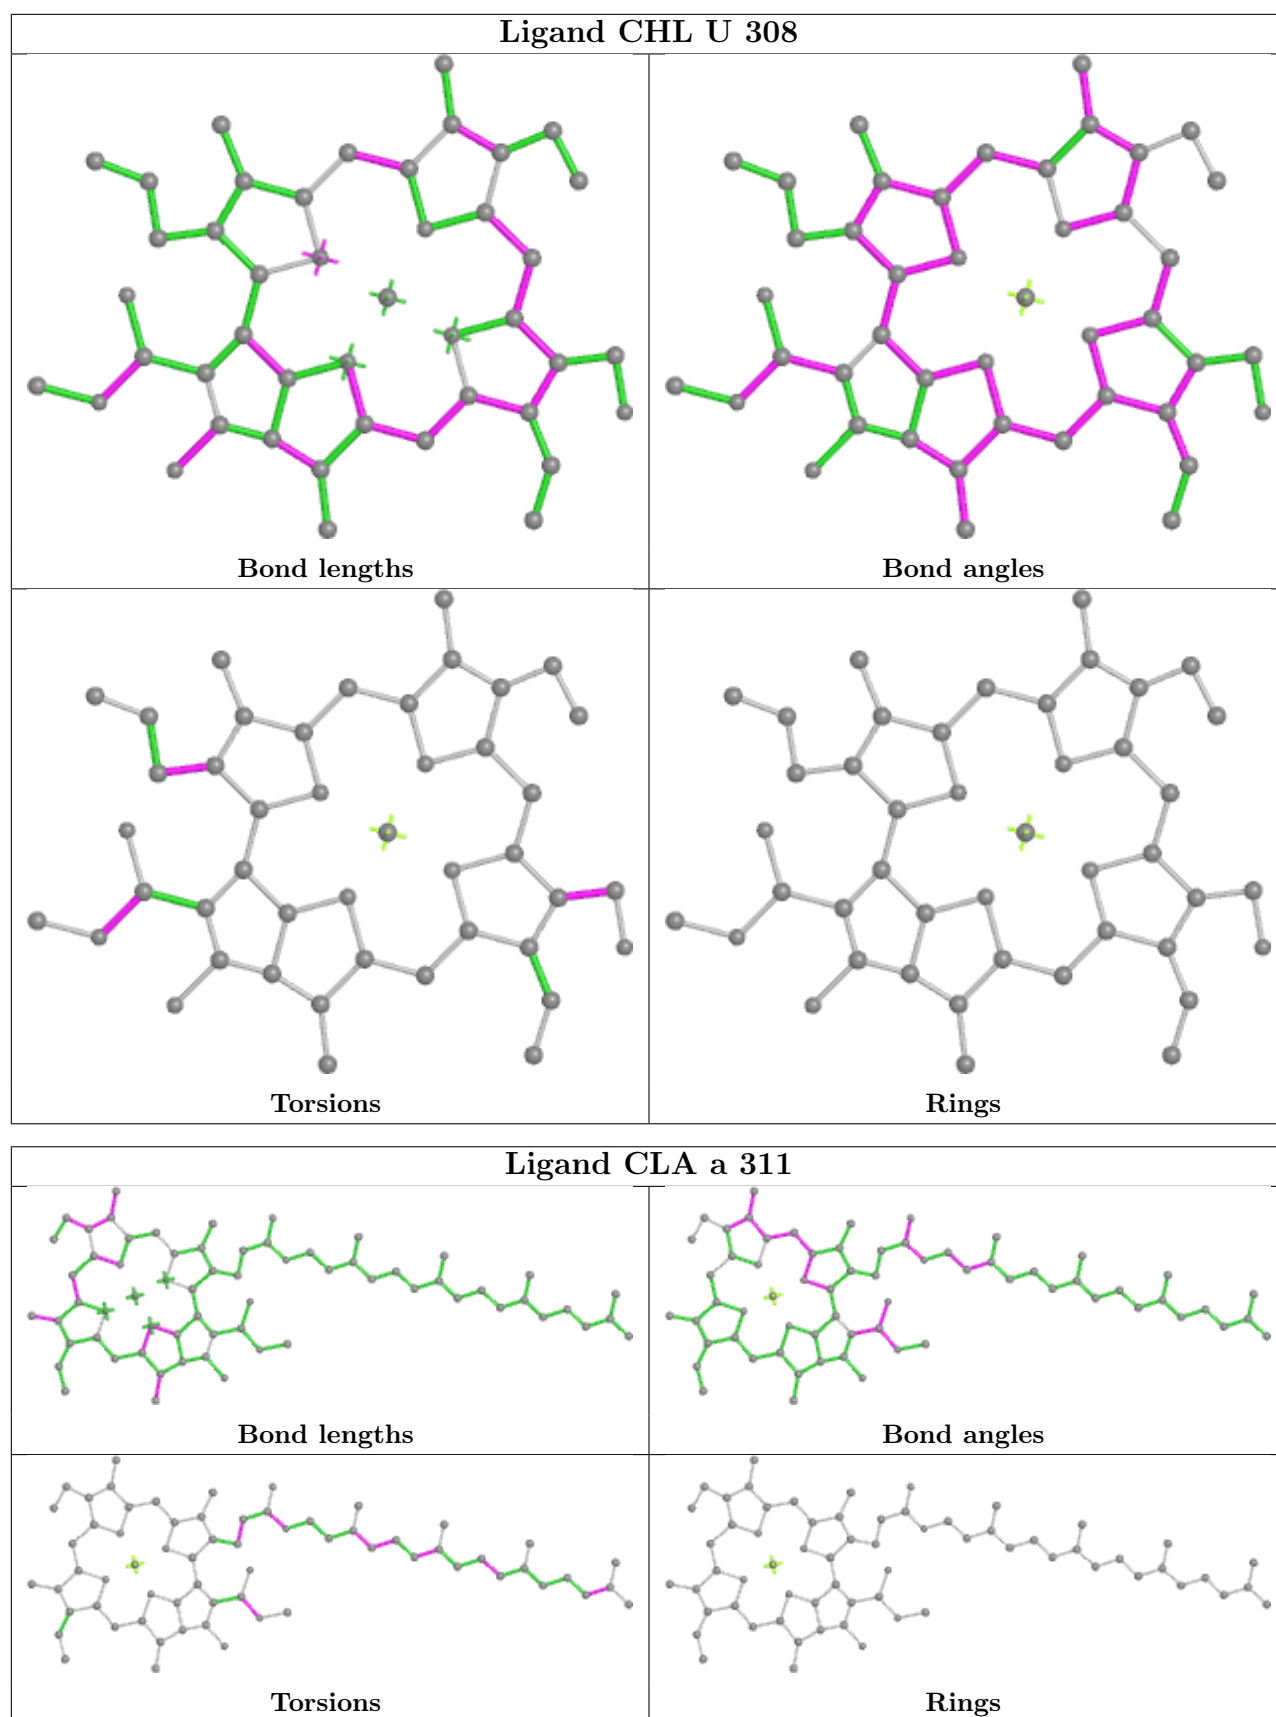 Ligand CHL U 308
Bond lengths
Bond angles
Torsions
Rings
Ligand CLA a 311
Bond lengths
Bond angles
Torsions
Rings